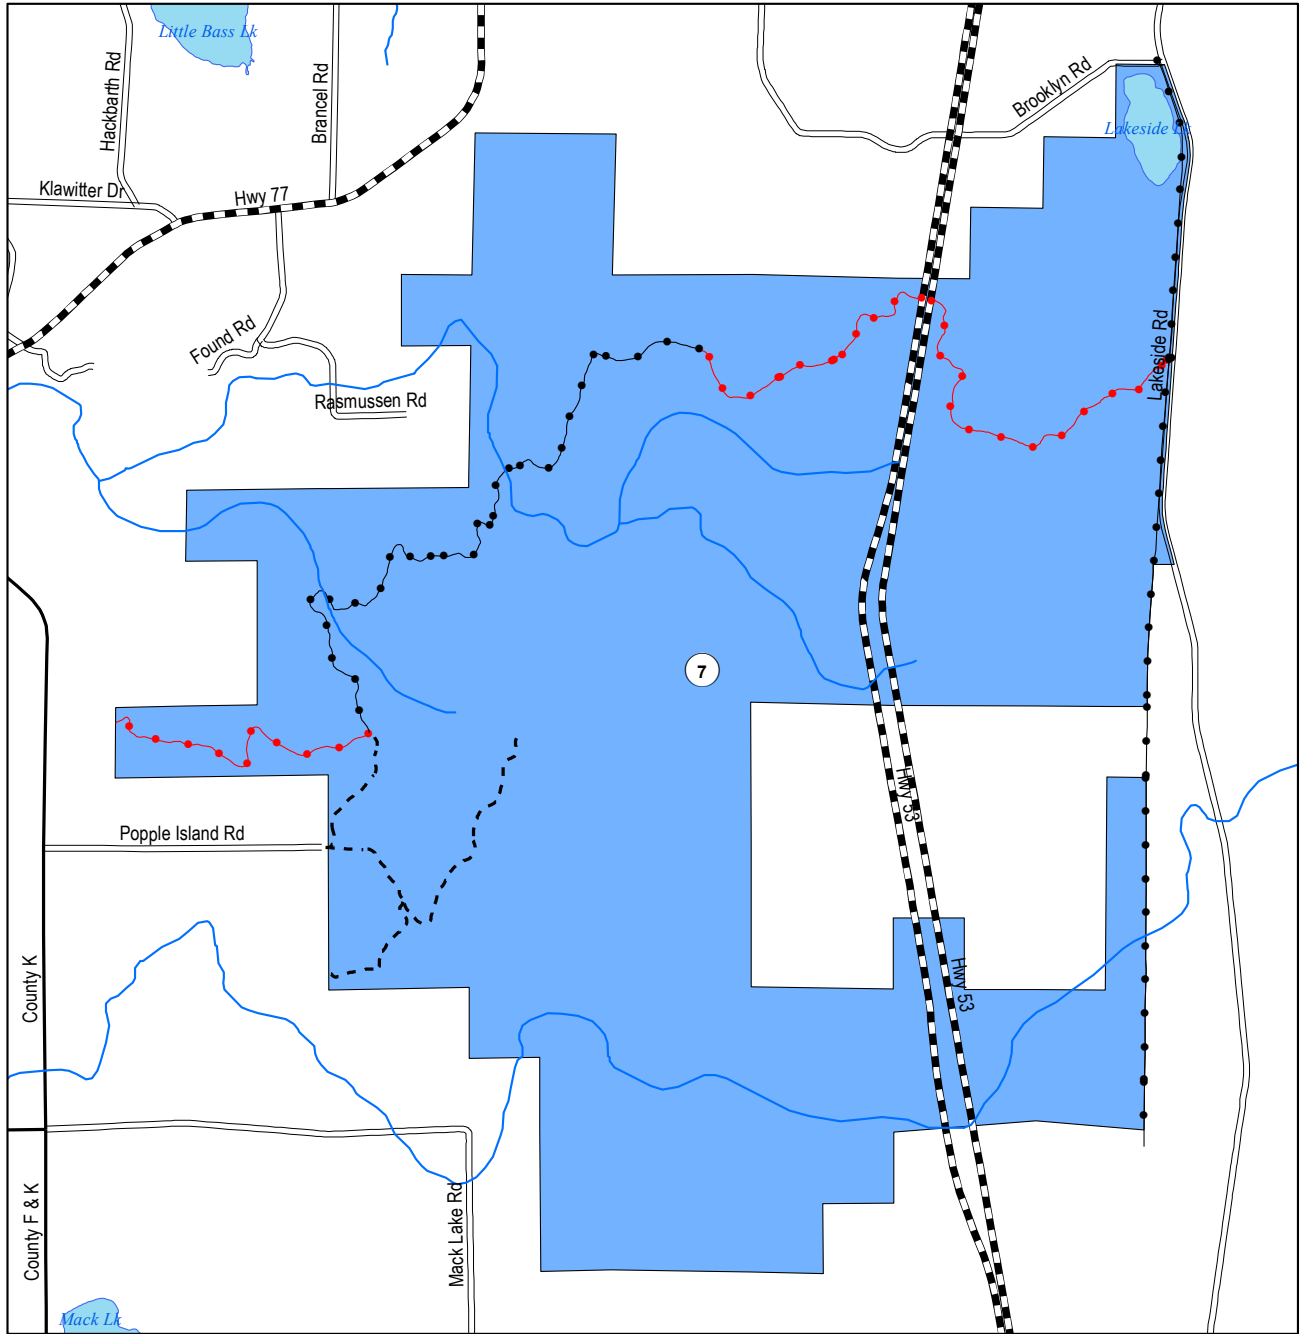 Little Bass Lk
Hackbarth Rd
Brancel Rd
Brooklyn Rd
Lakeside Lk
Klawitter Dr
Hwy 77
Found Rd
Lakeside Rd
Rasmussen Rd
7
Hwy 53
Popple Island Rd
County K
Hwy 53
County F & K
Mack Lake Rd
Mack Lk